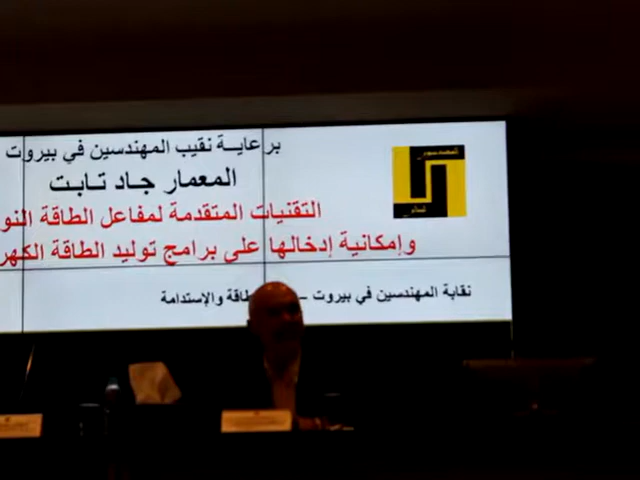 برعاية نقيب المهندسين في بيروت
المعمار جاد تابت
التقنيات المتقدمة لمفاعل الطاقة
وإمكانية إدخالها على برامج توليد الطاقة
نقابة المهندسين في بيروت – والإستدامة